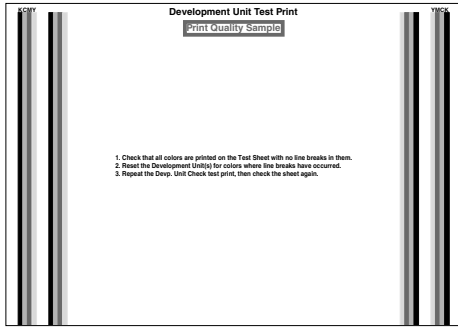 KCMY
Development Unit Test Print
YMCK
Print Quality Sample
1. Check that all colors are printed on the Test Sheet with no line breaks in them.
2. Reset the Development Unit(s) for colors where line breaks have occurred.
3. Repeat the Devp. Unit Check test print, then check the sheet again.